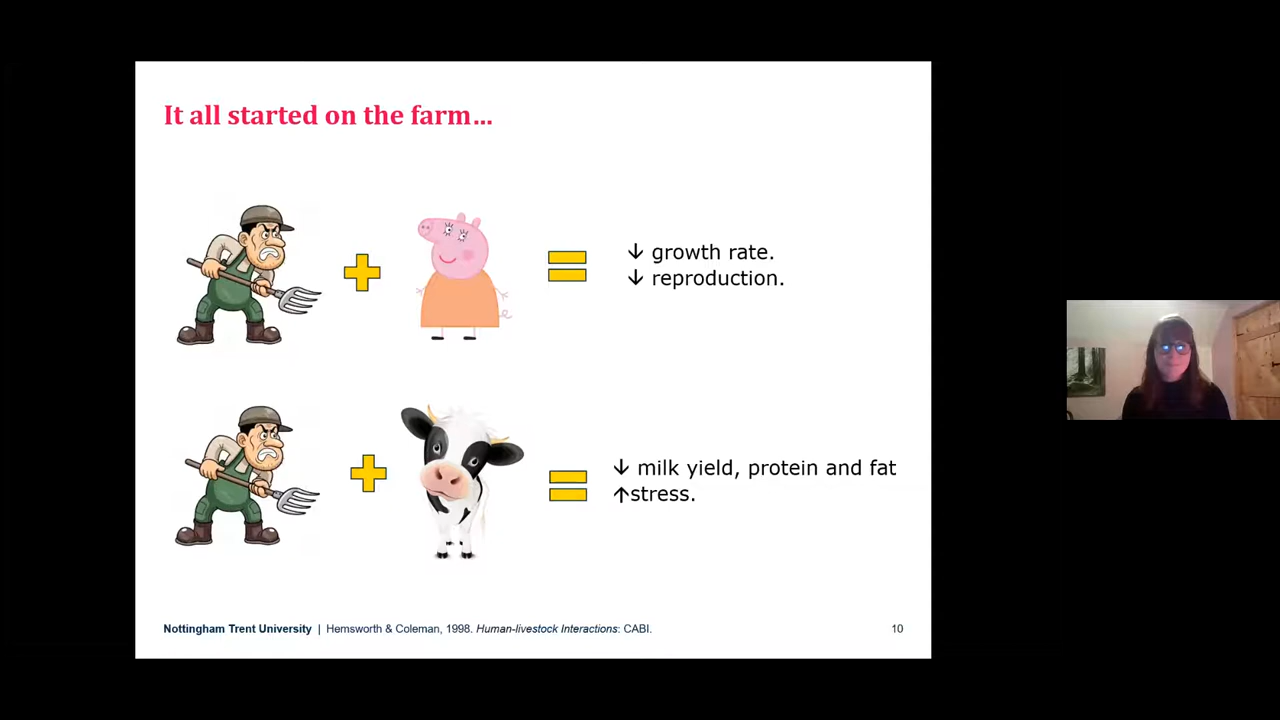 It all started on the farm…
↓ growth rate.
↓ reproduction.
↓ milk yield, protein and fat
↑stress.
Nottingham Trent University | Hemsworth & Coleman, 1998. Human-livestock Interactions: CABI.
10